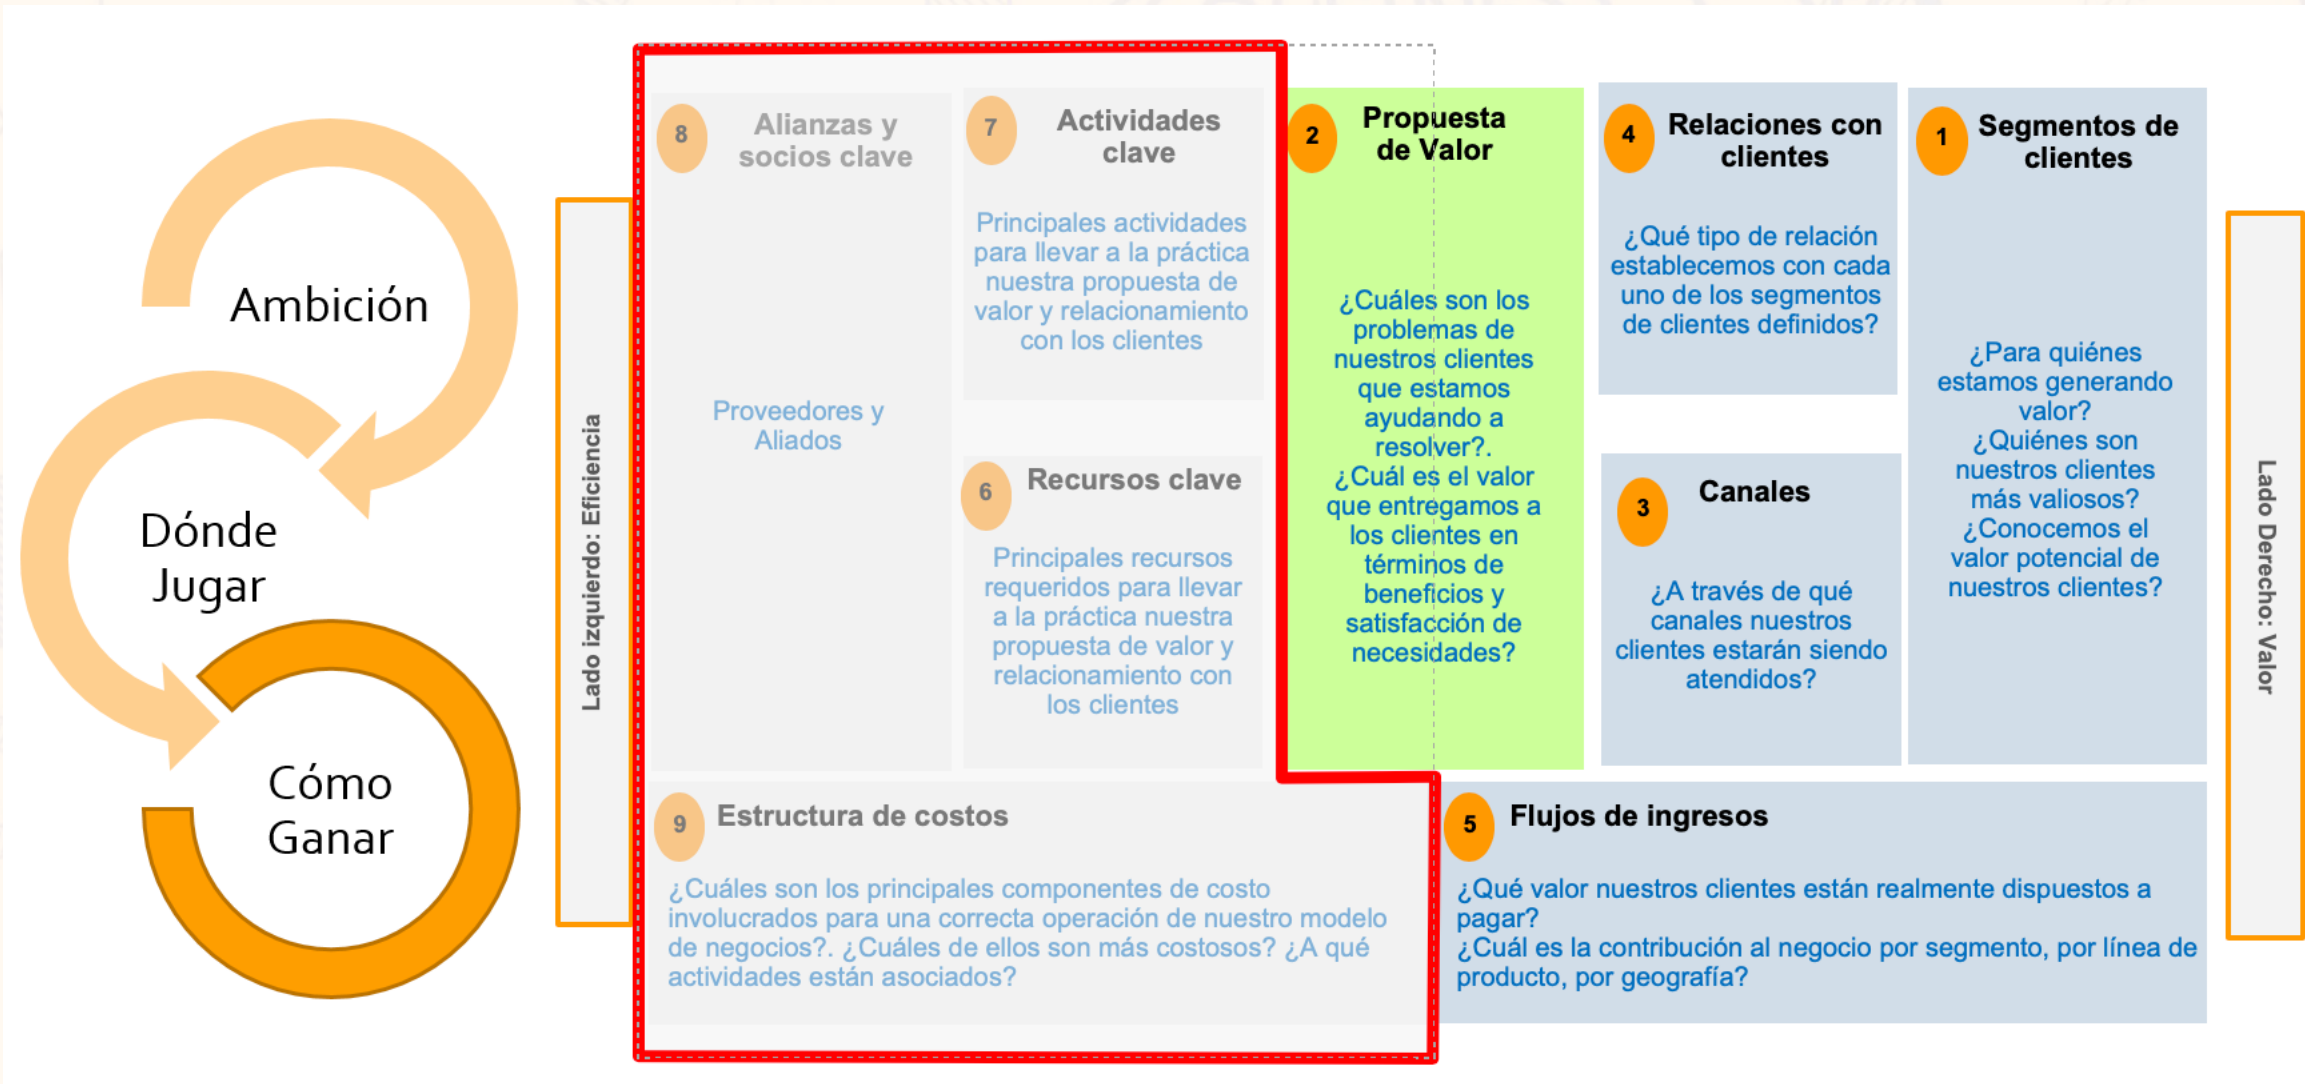 Ambición
Dónde
Jugar
Cómo
Ganar
Lado izquierdo: Eficiencia
8
Alianzas y
socios clave
Proveedores y
Aliados
7
Actividades
clave
Principales actividades
para llevar a la práctica
nuestra propuesta de
valor y relacionamiento
con los clientes
6
Recursos clave
Principales recursos
requeridos para llevar
a la práctica nuestra
propuesta de valor y
relacionamiento con
los clientes
2
Propuesta
de Valor
¿Cuáles son los
problemas de
nuestros clientes
que estamos
ayudando a
resolver?.
¿Cuál es el valor
que entregamos a
los clientes en
términos de
beneficios y
satisfacción de
necesidades?
4
Relaciones con
clientes
¿Qué tipo de relación
establecemos con cada
uno de los segmentos
de clientes definidos?
3
Canales
¿A través de qué
canales nuestros
clientes estarán siendo
atendidos?
1
Segmentos de
clientes
¿Para quiénes
estamos generando
valor?
¿Quiénes son
nuestros clientes
más valiosos?
¿Conocemos el
valor potencial de
nuestros clientes?
9
Estructura de costos
¿Cuáles son los principales componentes de costo
involucrados para una correcta operación de nuestro modelo
de negocios?. ¿Cuáles de ellos son más costosos? ¿A qué
actividades están asociados?
5
Flujos de ingresos
¿Qué valor nuestros clientes están realmente dispuestos a
pagar?
¿Cuál es la contribución al negocio por segmento, por línea de
producto, por geografía?
Lado Derecho: Valor